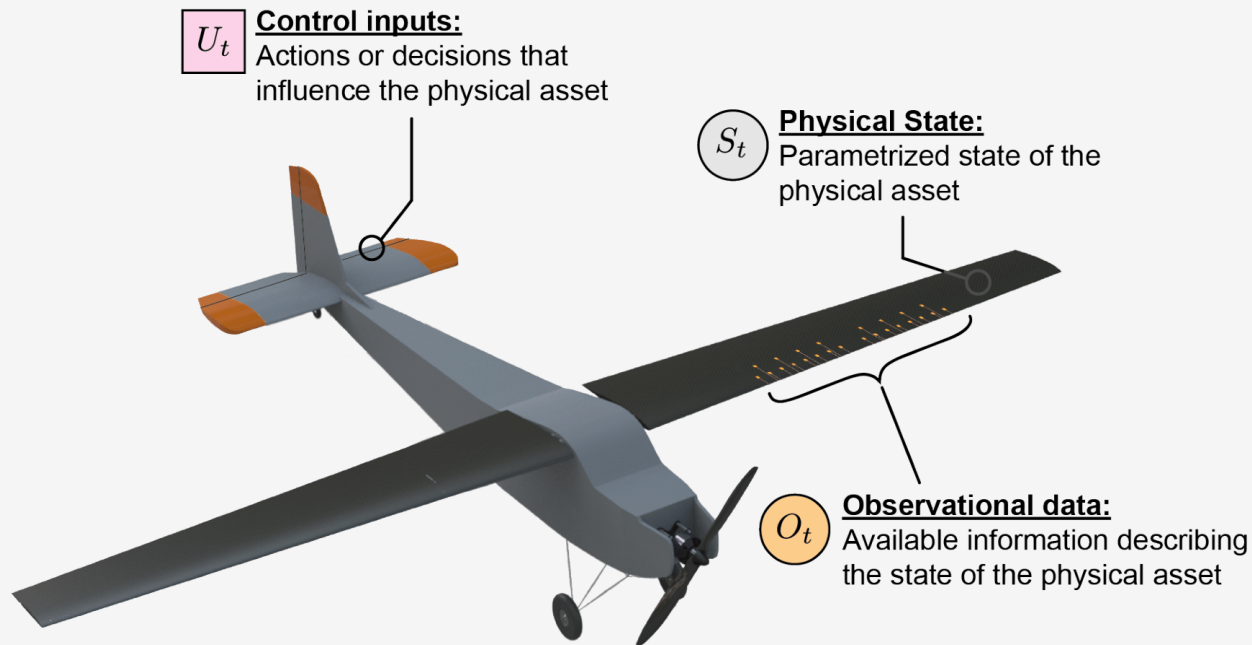 U_t
Control inputs:
Actions or decisions that
influence the physical asset
S_t
Physical State:
Parametrized state of the
physical asset
O_t
Observational data:
Available information describing
the state of the physical asset